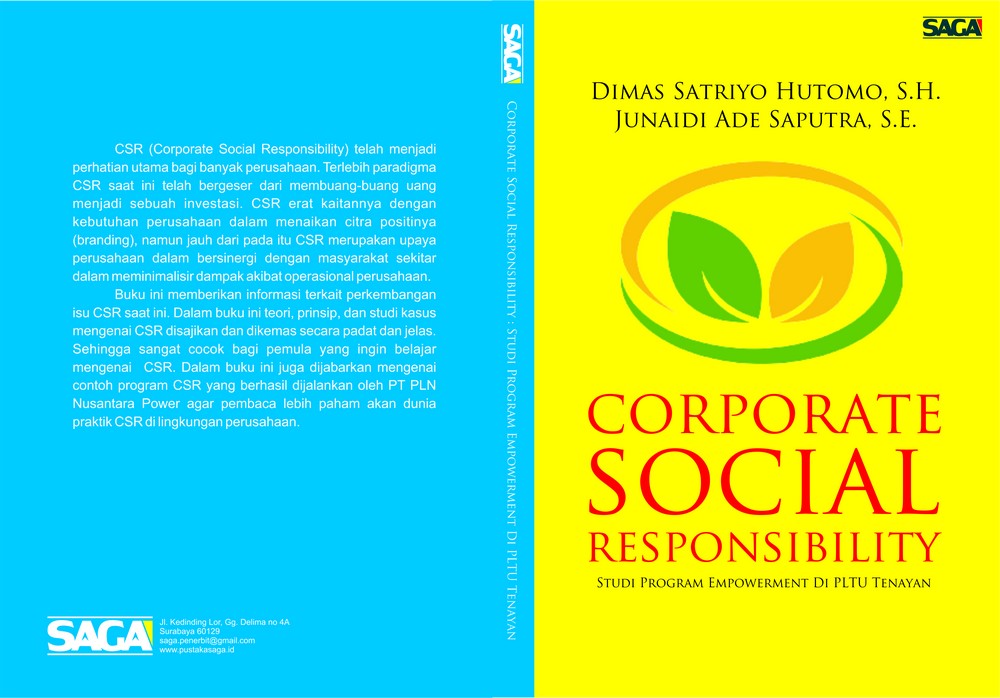 CSR (Corporate Social Responsibility) telah menjadi
perhatian utama bagi banyak perusahaan. Terlebih paradigma
CSR saat ini telah bergeser dari membuang-buang uang
menjadi sebuah investasi. CSR erat kaitannya dengan
kebutuhan perusahaan dalam menaikan citra positinya
(branding), namun jauh dari pada itu CSR merupakan upaya
perusahaan dalam bersinergi dengan masyarakat sekitar
dalam meminimalisir dampak akibat operasional perusahaan.
Buku ini memberikan informasi terkait perkembangan
isu CSR saat ini. Dalam buku ini teori, prinsip, dan studi kasus
mengenai CSR disajikan dan dikemas secara padat dan jelas.
Sehingga sangat cocok bagi pemula yang ingin belajar
mengenai CSR. Dalam buku ini juga dijabarkan mengenai
contoh program CSR yang berhasil dijalankan oleh PT PLN
Nusantara Power agar pembaca lebih paham akan dunia
praktik CSR di lingkungan perusahaan.
SAGA
Jl. Kedinding Lor, Gg. Delima no 4A
Surabaya 60129
saga.penerbit@gmail.com
www.pustakasaga.id
SAGA
Corporate Social Responsibility : Studi Program Empowerment Di PLTU Tenayan
SAGA
Dimas Satriyo Hutomo, S.H.
Junaidi Ade Saputra, S.E.
CORPORATE
SOCIAL
RESPONSIBILITY
Studi Program Empowerment Di PLTU Tenayan